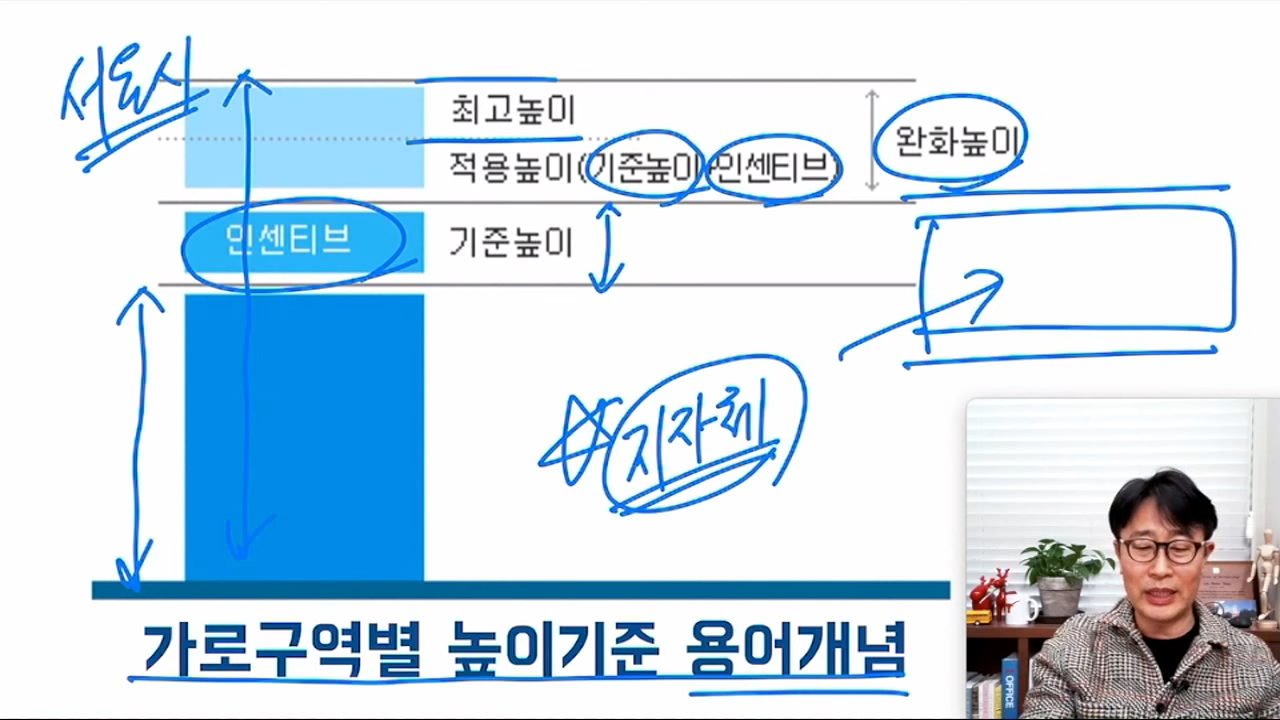 서울시
최고높이
적용높이(기준높이+인센티브)
완화높이
인센티브
기준높이
지자체
가로구역별 높이기준 용어개념
OFFICE